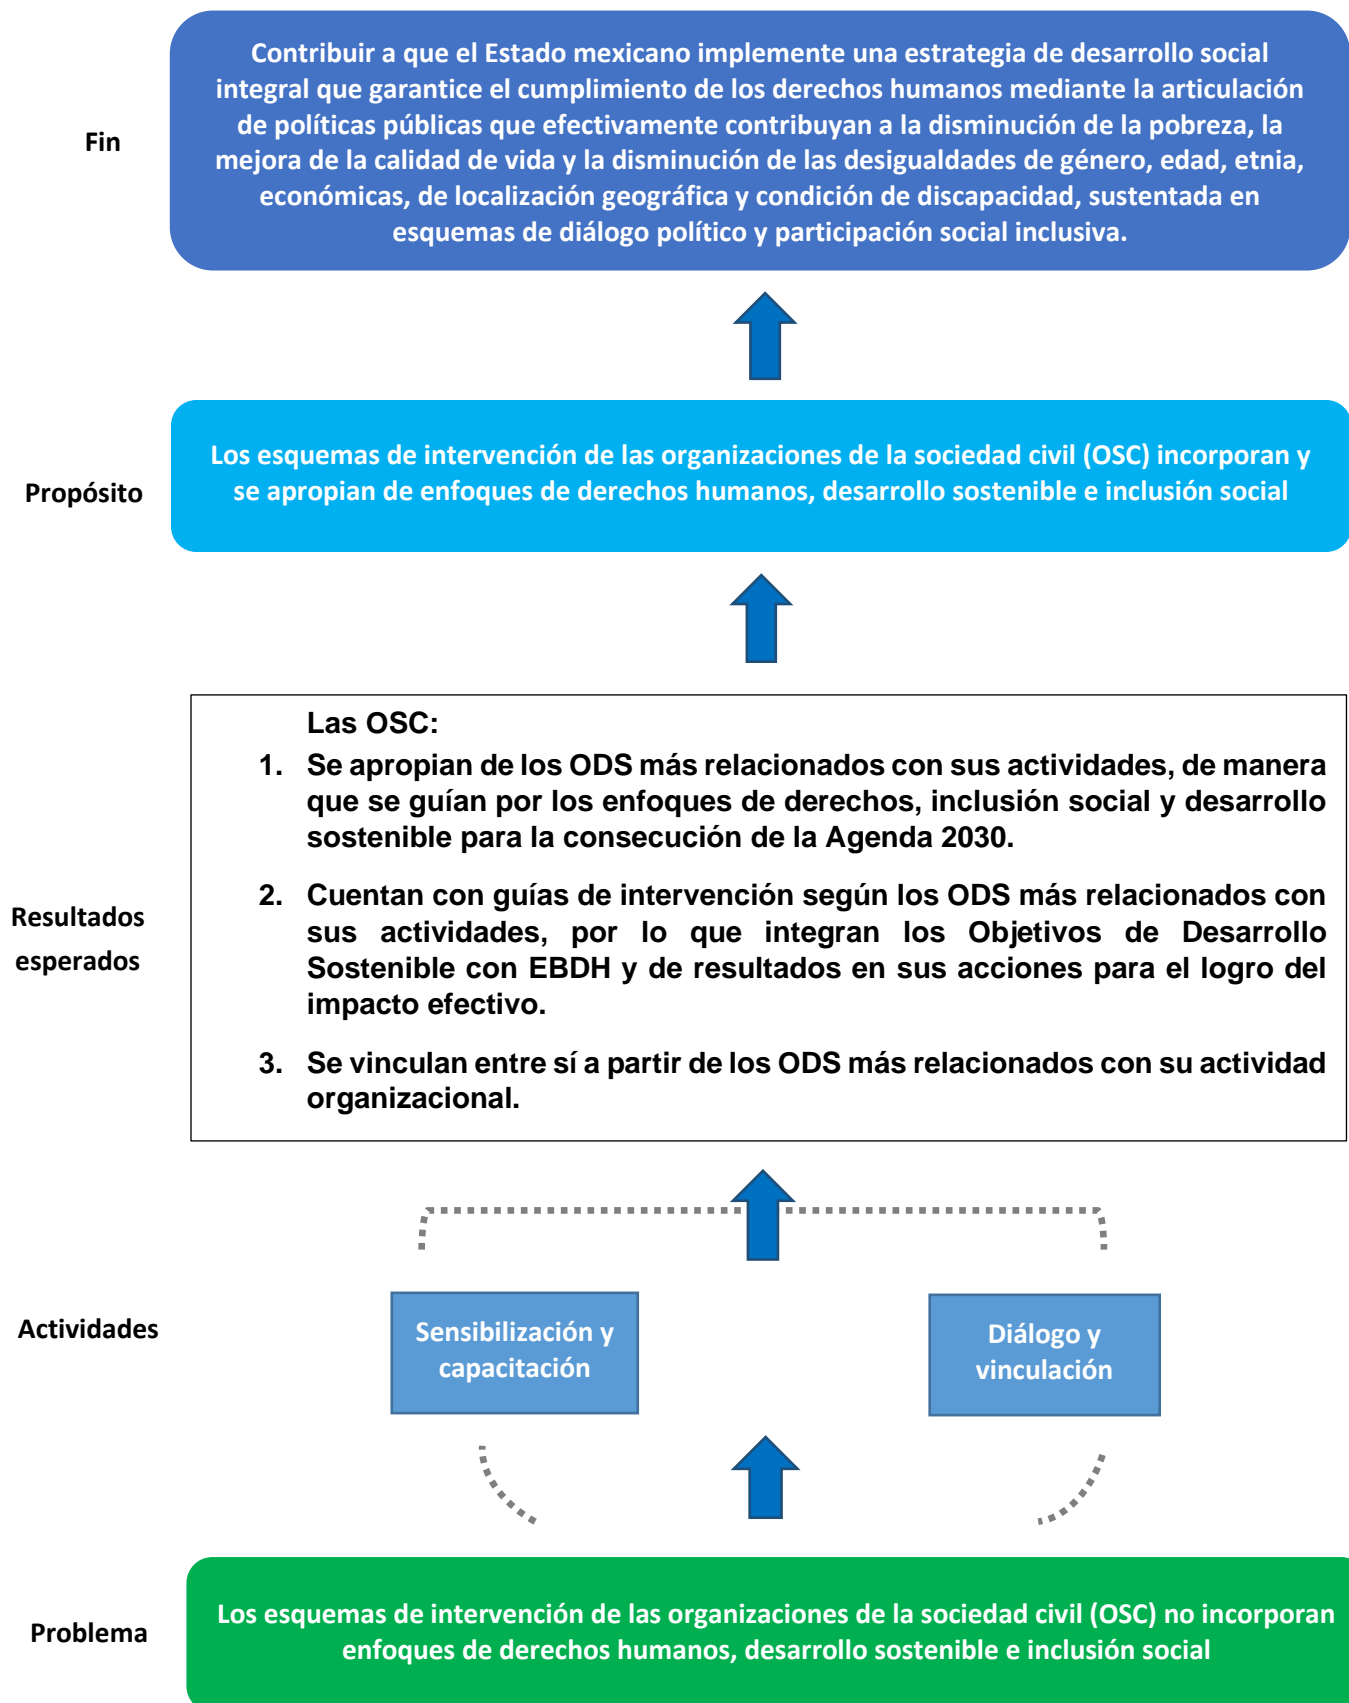 Contribuir a que el Estado mexicano implemente una estrategia de desarrollo social
integral que garantice el cumplimiento de los derechos humanos mediante la articulación
de políticas públicas que efectivamente contribuyan a la disminución de la pobreza, la
mejora de la calidad de vida y la disminución de las desigualdades de género, edad, etnia,
económicas, de localización geográfica y condición de discapacidad, sustentada en
esquemas de diálogo político y participación social inclusiva.
Fin
Los esquemas de intervención de las organizaciones de la sociedad civil (OSC) incorporan y
se apropian de enfoques de derechos humanos, desarrollo sostenible e inclusión social
Propósito
Las OSC:
1. Se apropian de los ODS más relacionados con sus actividades, de manera
que se guían por los enfoques de derechos, inclusión social y desarrollo
sostenible para la consecución de la Agenda 2030.
2. Cuentan con guías de intervención según los ODS más relacionados con
sus actividades, por lo que integran los Objetivos de Desarrollo
Sostenible con EBDH y de resultados en sus acciones para el logro del
impacto efectivo.
3. Se vinculan entre sí a partir de los ODS más relacionados con su actividad
organizacional.
Resultados
esperados
Actividades
Sensibilización y
capacitación
Diálogo y
vinculación
Problema
Los esquemas de intervención de las organizaciones de la sociedad civil (OSC) no incorporan
enfoques de derechos humanos, desarrollo sostenible e inclusión social